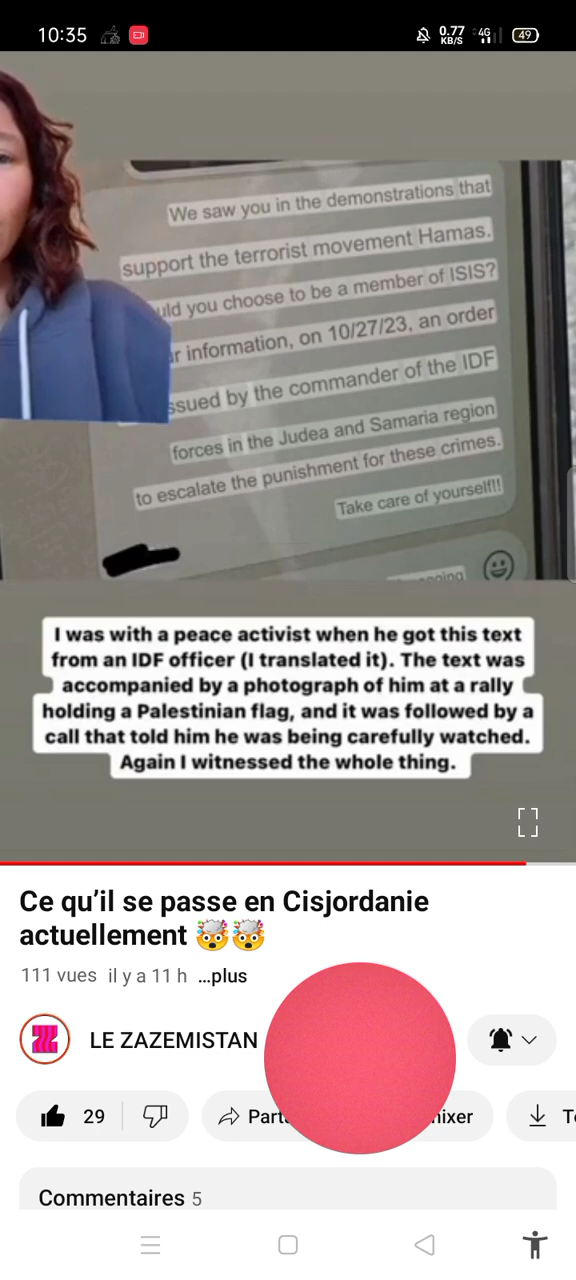 10:35
0.77
KB/S
4G
49
We saw you in the demonstrations that
support the terrorist movement Hamas.
you choose to be a member of ISIS?
information, on 10/27/23, an order
by the commander of the IDF
forces in the Judea and Samaria region
to escalate the punishment for these crimes.
Take care of yourself!!
I was with a peace activist when he got this text
from an IDF officer (I translated it). The text was
accompanied by a photograph of him at a rally
holding a Palestinian flag, and it was followed by a
call that told him he was being carefully watched.
Again I witnessed the whole thing.
Ce qu’il se passe en Cisjordanie
actuellement 🤯🤯
111 vues il y a 11 h ...plus
LE ZAZEMISTAN
29
Commentaires 5